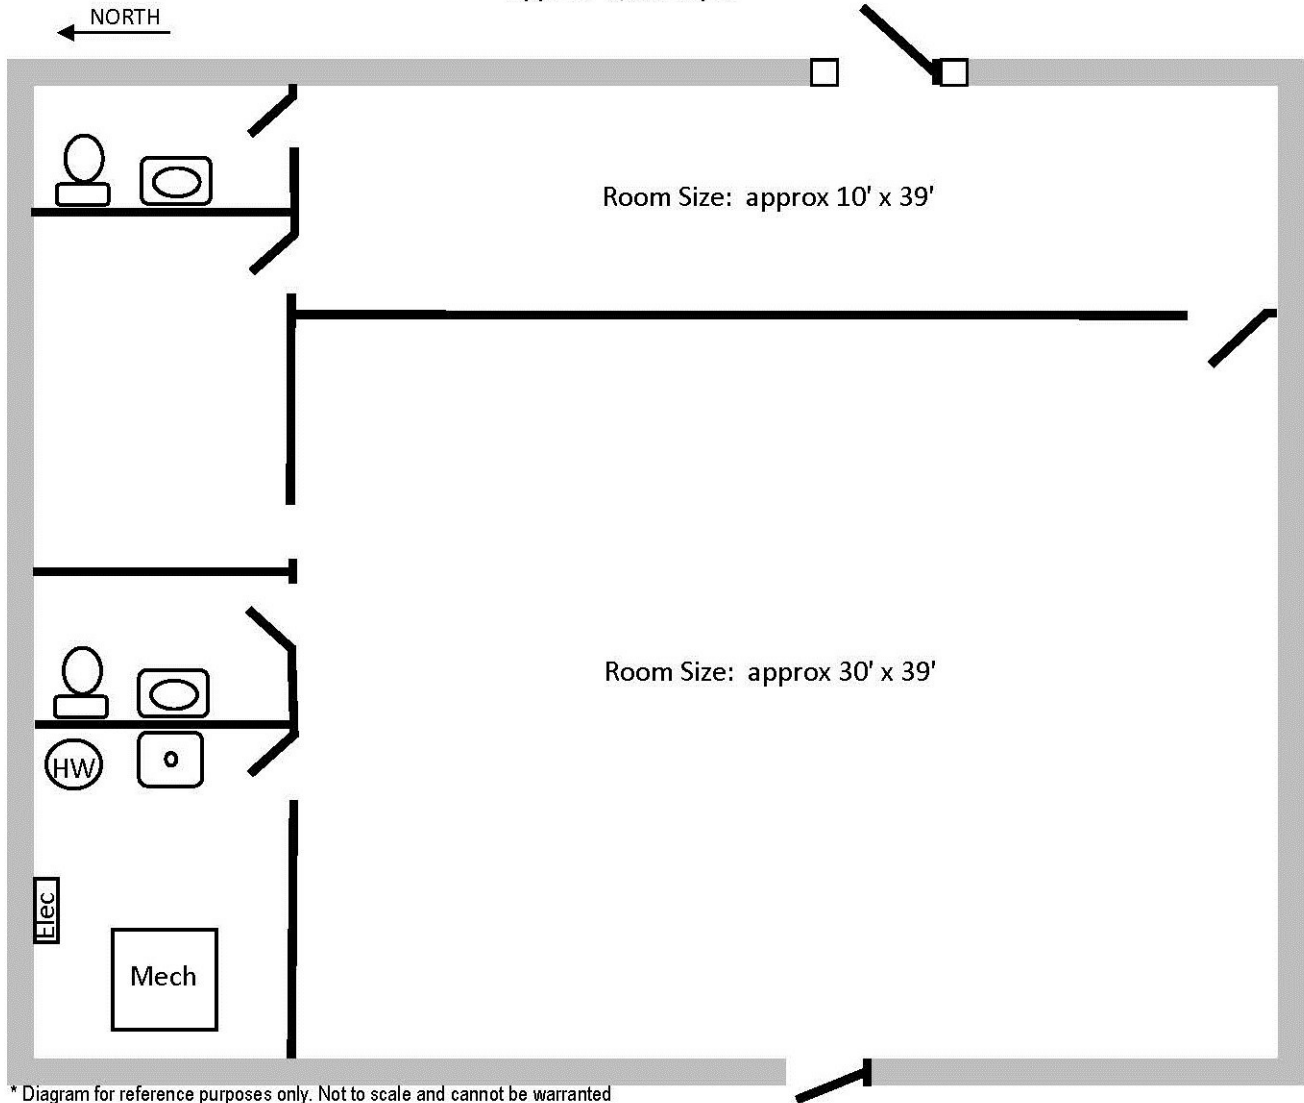 NORTH
Room Size: approx 10' x 39'
Room Size: approx 30' x 39'
HW
Elec
Mech
* Diagram for reference purposes only. Not to scale and cannot be warranted